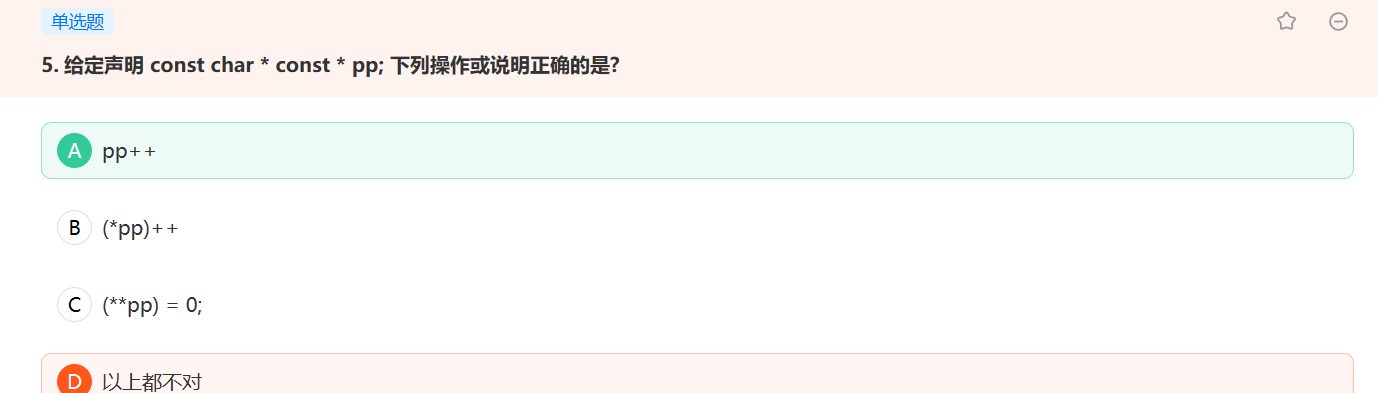 单选题
5. 给定声明 const char * const * pp; 下列操作或说明正确的是?
A pp++
B (*pp)++
C (**pp) = 0;
D 以上都不对